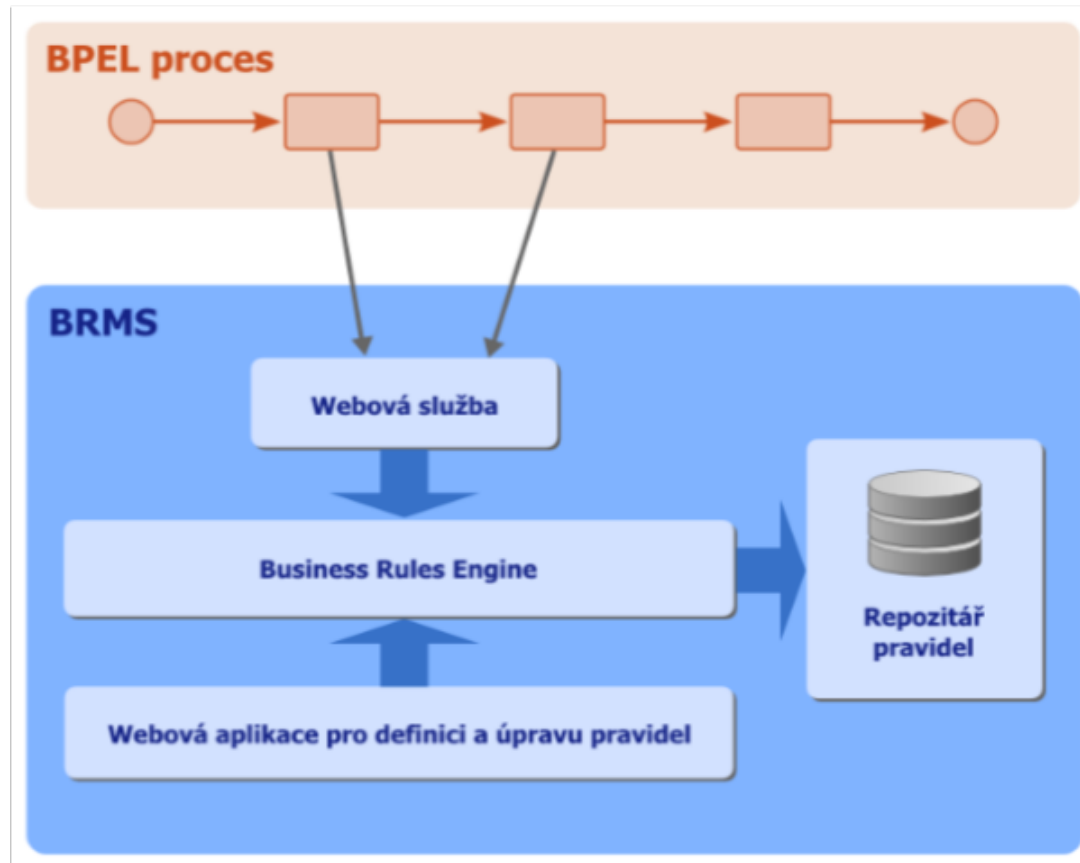 BPEL proces
BRMS
Webová služba
Business Rules Engine
Repozitář
pravidel
Webová aplikace pro definici a úpravu pravidel